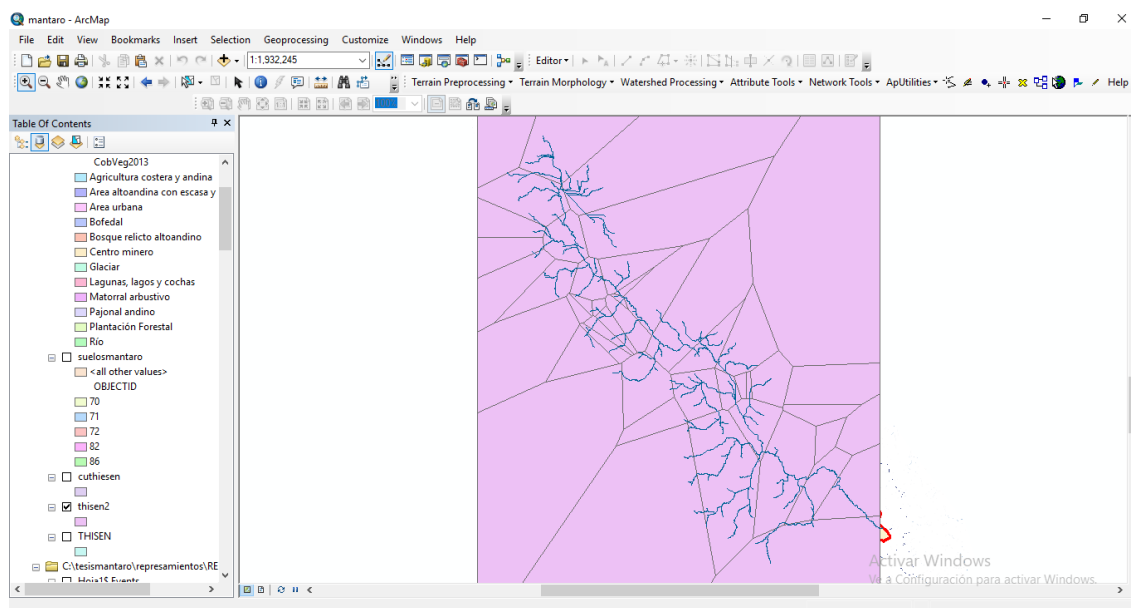 mantaro - ArcMap
File Edit View Bookmarks Insert Selection Geoprocessing Customize Windows Help
1:1,932,245 Editor
Terrain Preprocessing Terrain Morphology Watershed Processing Attribute Tools Network Tools ApUtilities Help
Table Of Contents
CobVeg2013
Agricultura costera y andina
Area altoandina con escasa y
Area urbana
Bofedal
Bosque relicto altoandino
Centro minero
Glaciar
Lagunas, lagos y cochas
Matorral arbustivo
Pajonal andino
Plantación Forestal
Río
suelosmantaro
<all other values>
OBJECTID
70
71
72
82
86
cuthiesen
thisen2
THISEN
C:\tesismantaro\represamientos\RE
Hoja1$ Events
Activar Windows
Ve a Configuración para activar Windows.